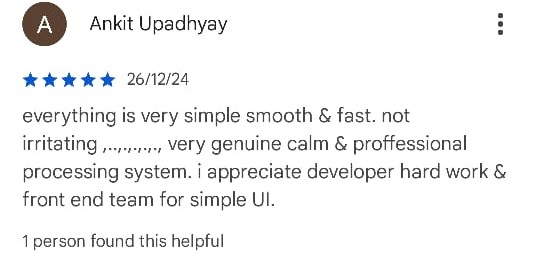 A
Ankit Upadhyay
26/12/24
everything is very simple smooth & fast. not
irritating ,..,.,.,.,., very genuine calm & proffessional
processing system. i appreciate developer hard work &
front end team for simple UI.
1 person found this helpful